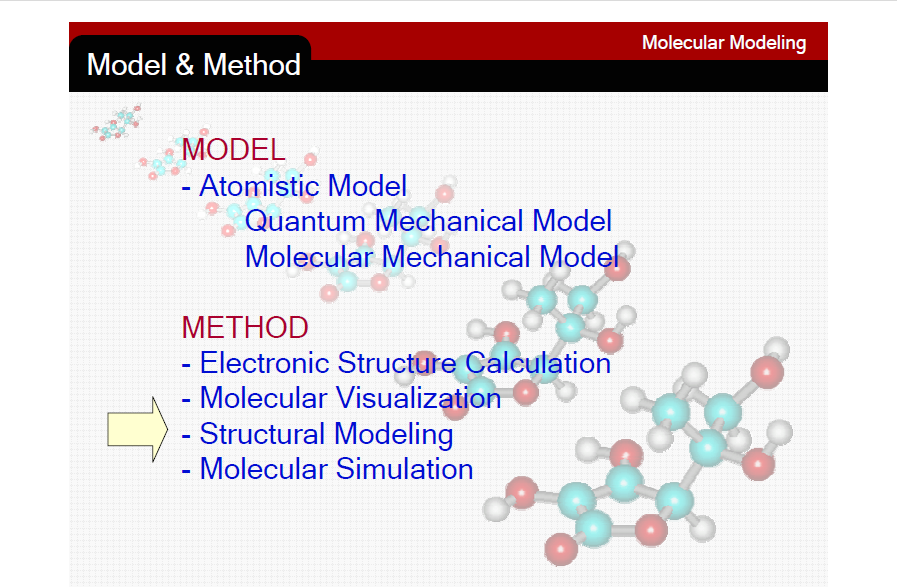 Molecular Modeling
Model & Method
MODEL
- Atomistic Model
Quantum Mechanical Model
Molecular Mechanical Model
METHOD
- Electronic Structure Calculation
- Molecular Visualization
- Structural Modeling
- Molecular Simulation